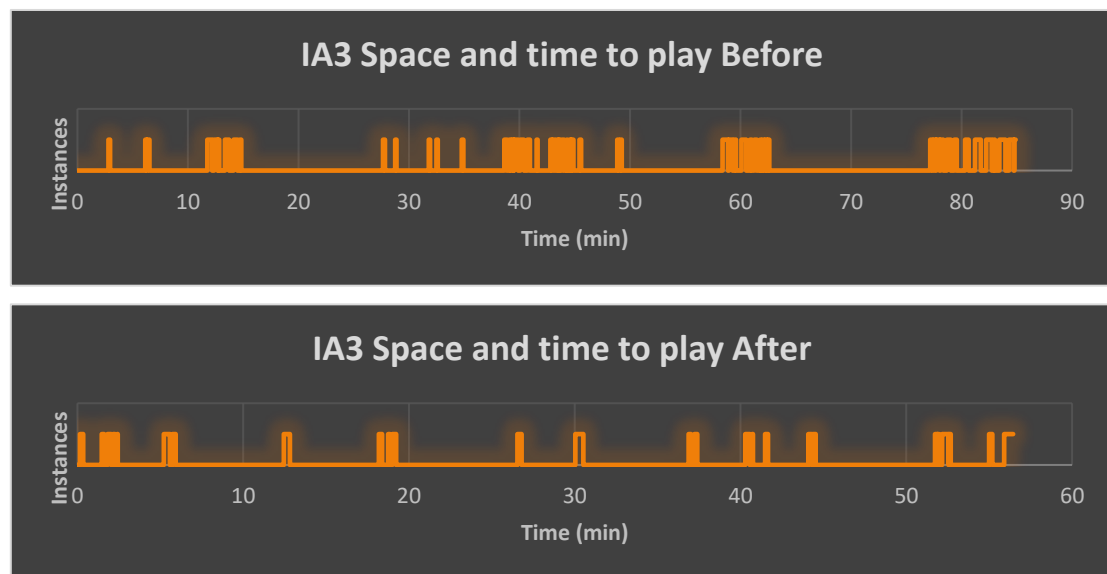 IA3 Space and time to play Before
Instances
0 10 20 30 40 50 60 70 80 90
Time (min)
IA3 Space and time to play After
Instances
0 10 20 30 40 50 60
Time (min)